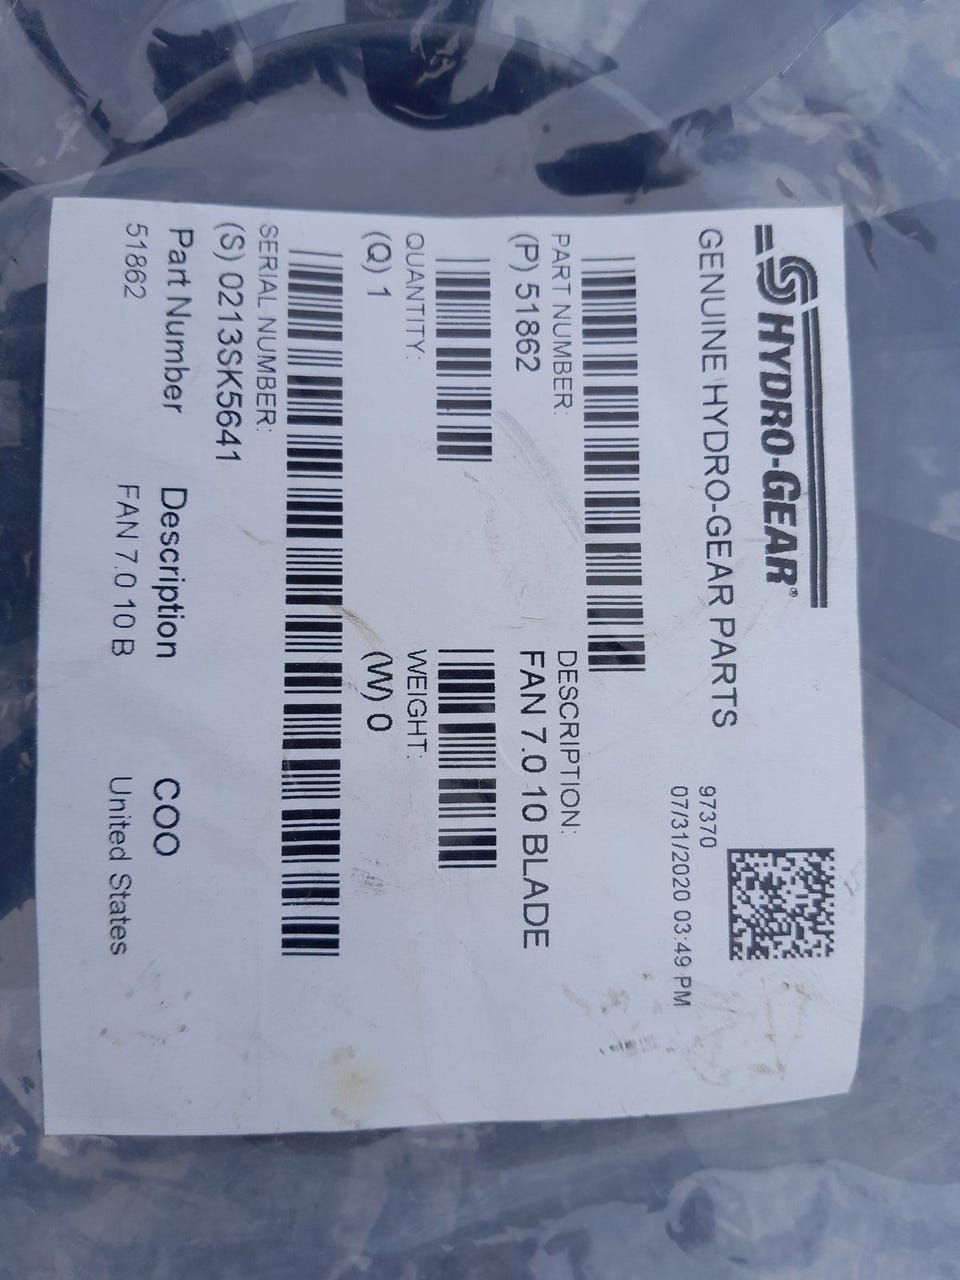 HYDRO-GEAR®
GENUINE HYDRO-GEAR PARTS
97370
07/31/2020 03:49 PM
PART NUMBER:
(P) 51862
DESCRIPTION:
FAN 7.0 10 BLADE
QUANTITY:
(Q) 1
WEIGHT:
(W) 0
SERIAL NUMBER:
(S) 0213SK5641
Part Number Description COO
51862 FAN 7.0 10 B United States